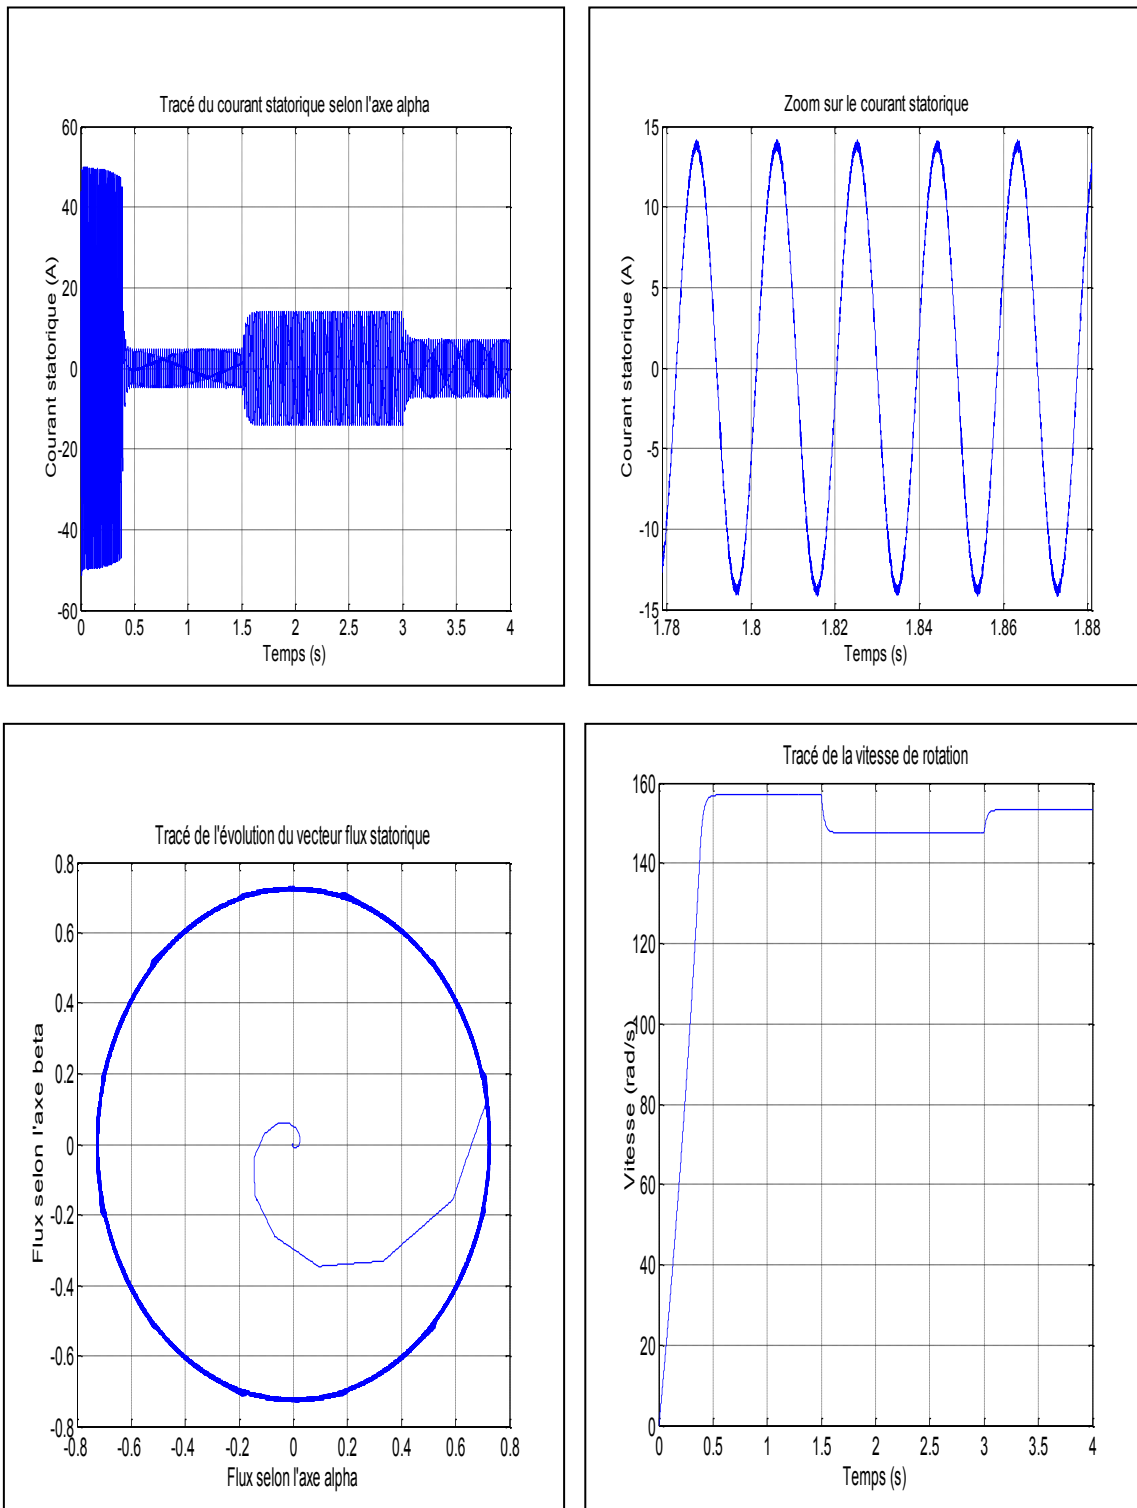 Tracé du courant statorique selon l'axe alpha
60
40
20
0
-20
-40
-60
Courant statorique (A)
0 0.5 1 1.5 2 2.5 3 3.5 4
Temps (s)
Zoom sur le courant statorique
15
10
5
0
-5
-10
-15
Courant statorique (A)
1.78 1.8 1.82 1.84 1.86 1.88
Temps (s)
Tracé de l'évolution du vecteur flux statorique
0.8
0.6
0.4
0.2
0
-0.2
-0.4
-0.6
-0.8
Flux selon l'axe beta
-0.8 -0.6 -0.4 -0.2 0 0.2 0.4 0.6 0.8
Flux selon l'axe alpha
Tracé de la vitesse de rotation
160
140
120
100
80
60
40
20
0
Vitesse (rad/s)
0 0.5 1 1.5 2 2.5 3 3.5 4
Temps (s)